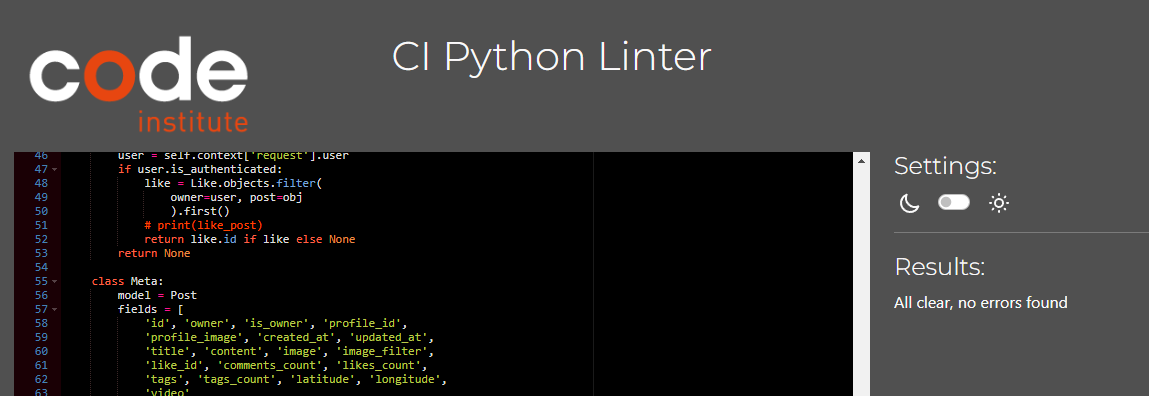 code
institute
CI Python Linter
46 user = self.context['request'].user
47 if user.is_authenticated:
48 like = Like.objects.filter(
49 owner=user, post=obj
50 ).first()
51 # print(like_post)
52 return like.id if like else None
53 return None
54
55 class Meta:
56 model = Post
57 fields = [
58 'id', 'owner', 'is_owner', 'profile_id',
59 'profile_image', 'created_at', 'updated_at',
60 'title', 'content', 'image', 'image_filter',
61 'like_id', 'comments_count', 'likes_count',
62 'tags', 'tags_count', 'latitude', 'longitude',
63 'video'
Settings:
Results:
All clear, no errors found